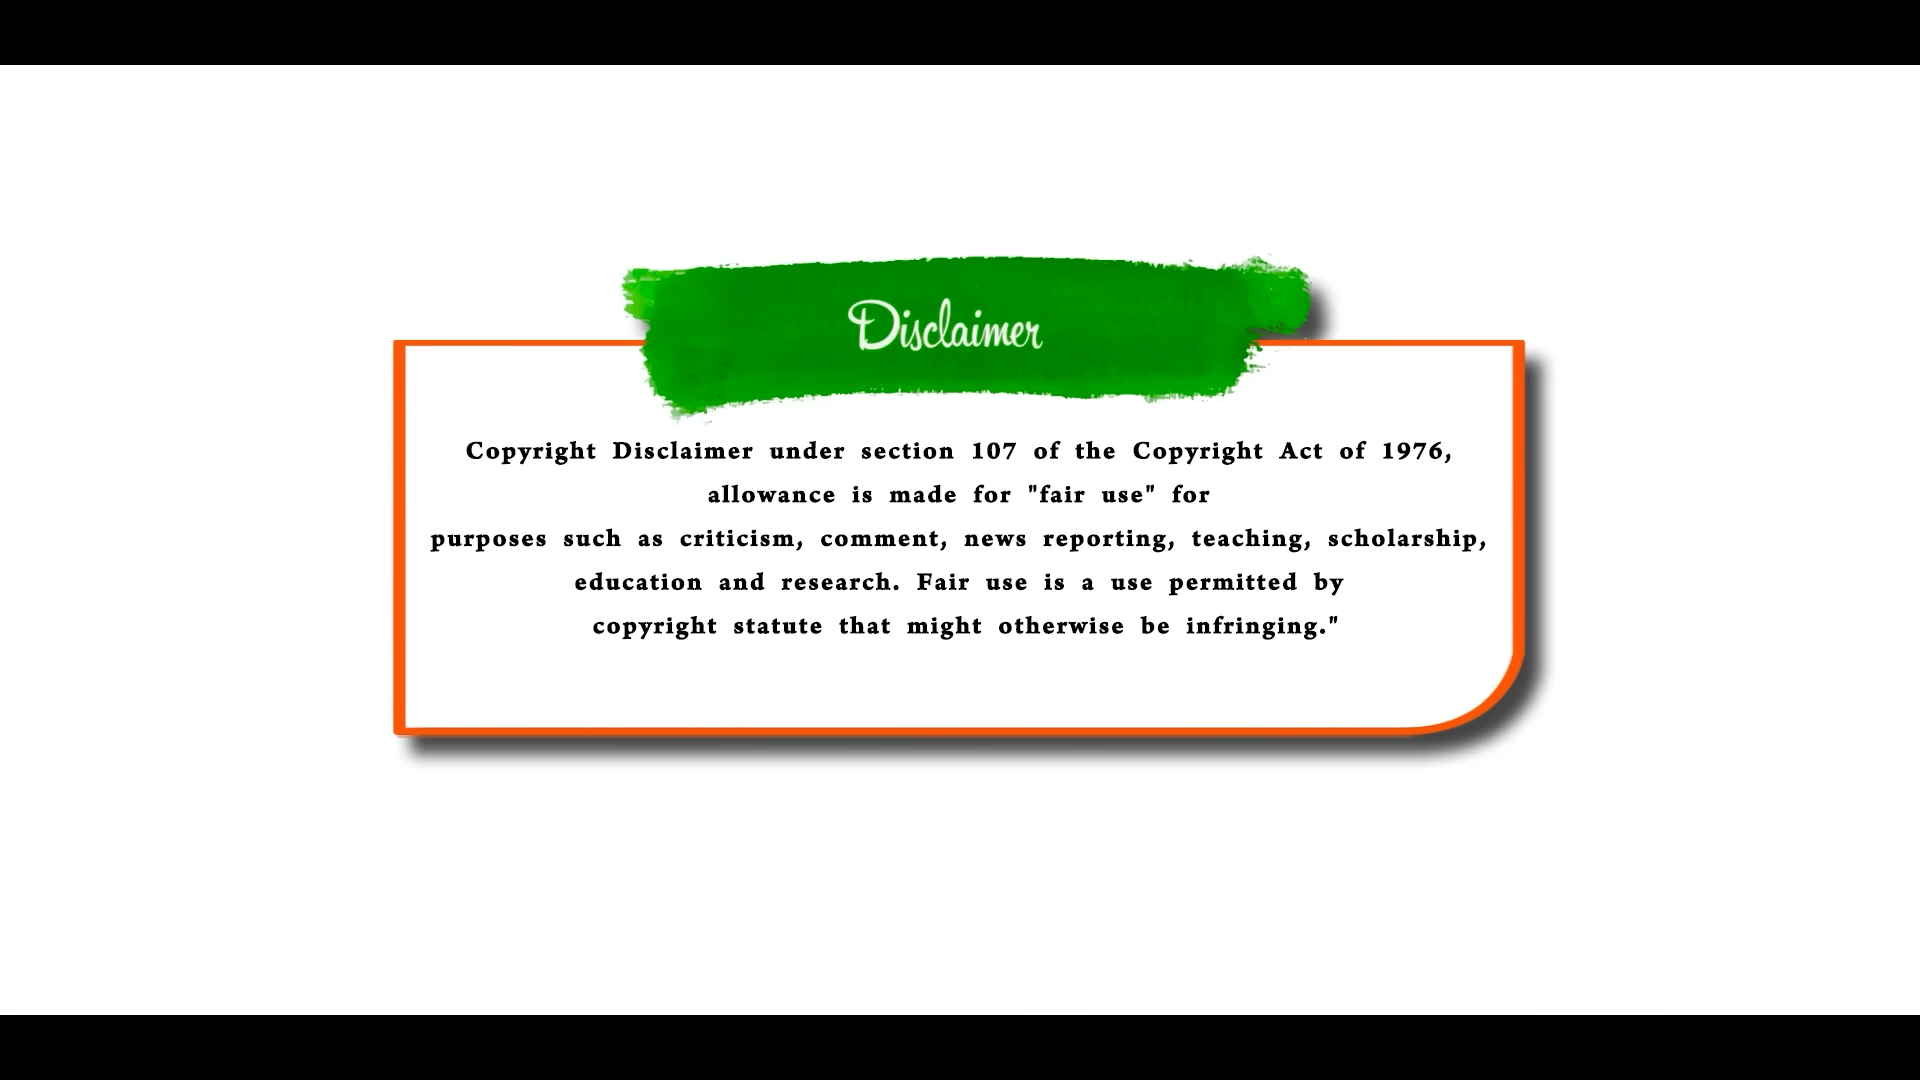 Disclaimer
Copyright Disclaimer under section 107 of the Copyright Act of 1976,
allowance is made for "fair use" for
purposes such as criticism, comment, news reporting, teaching, scholarship,
education and research. Fair use is a use permitted by
copyright statute that might otherwise be infringing."